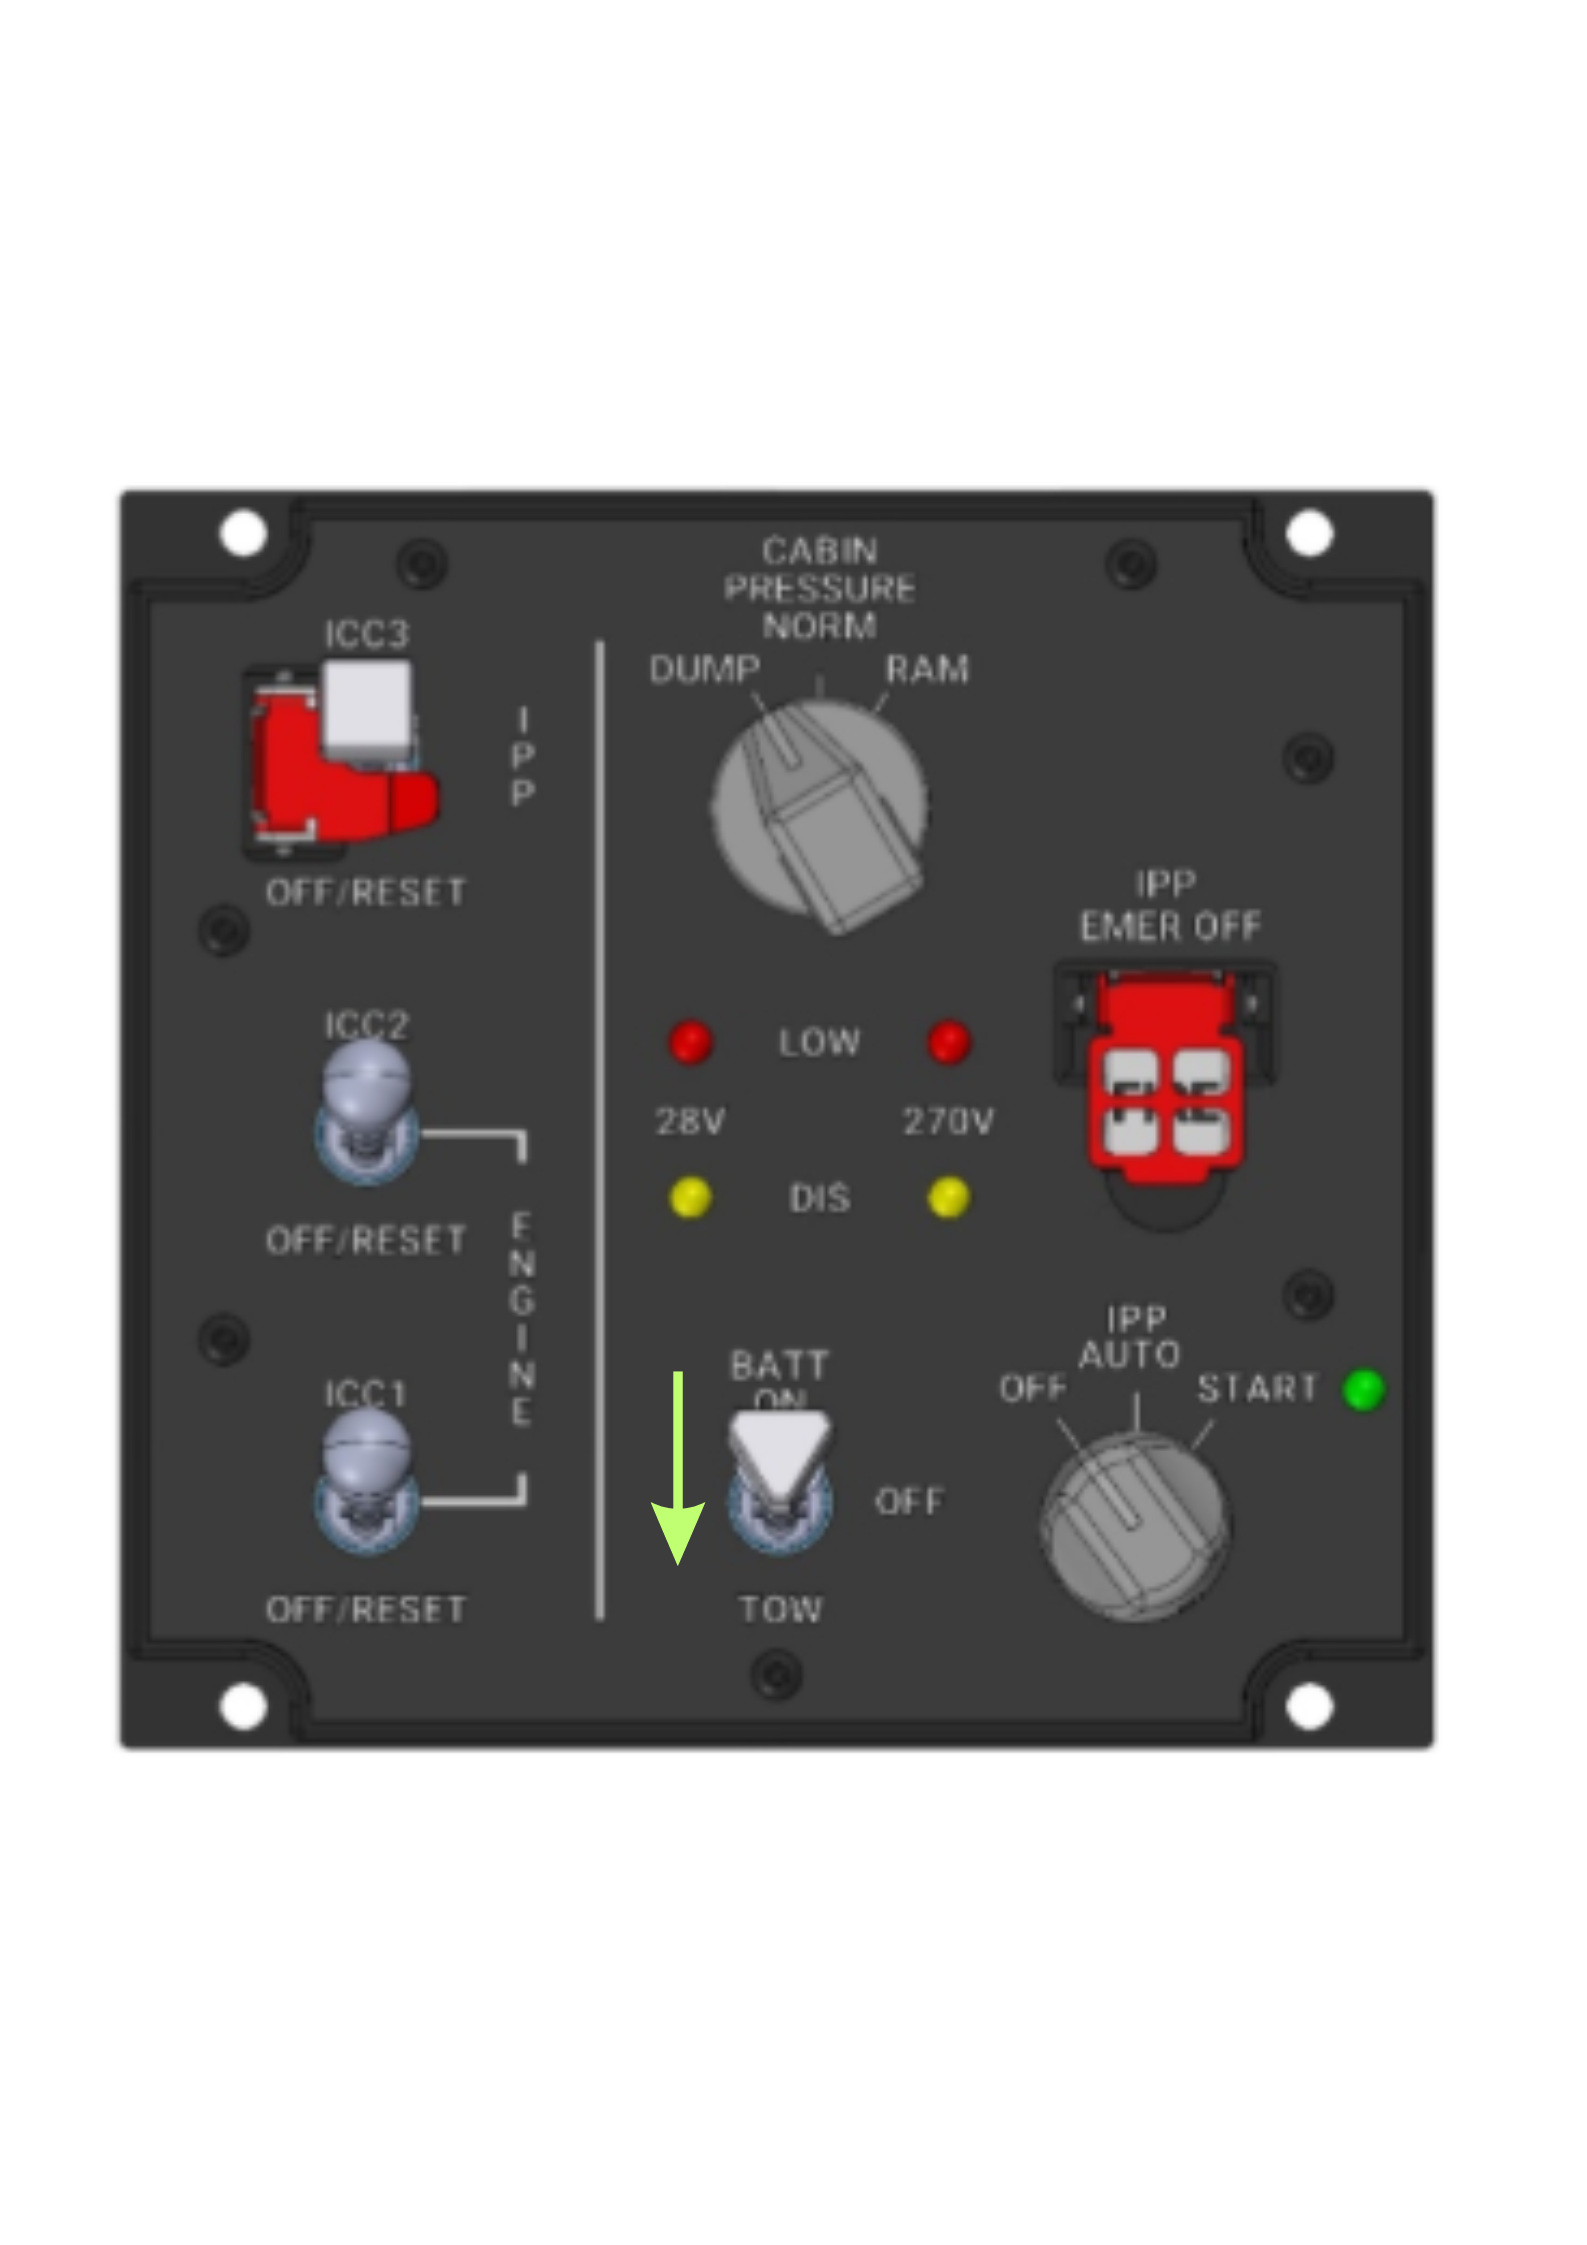 CABIN
PRESSURE
NORM
DUMP
RAM
ICC3
IPP
OFF/RESET
IPP
EMER OFF
ICC2
LOW
28V
270V
DIS
OFF/RESET
ENGINE
IPP
AUTO
OFF
START
BATT
ON
ICC1
OFF
OFF/RESET
TOW